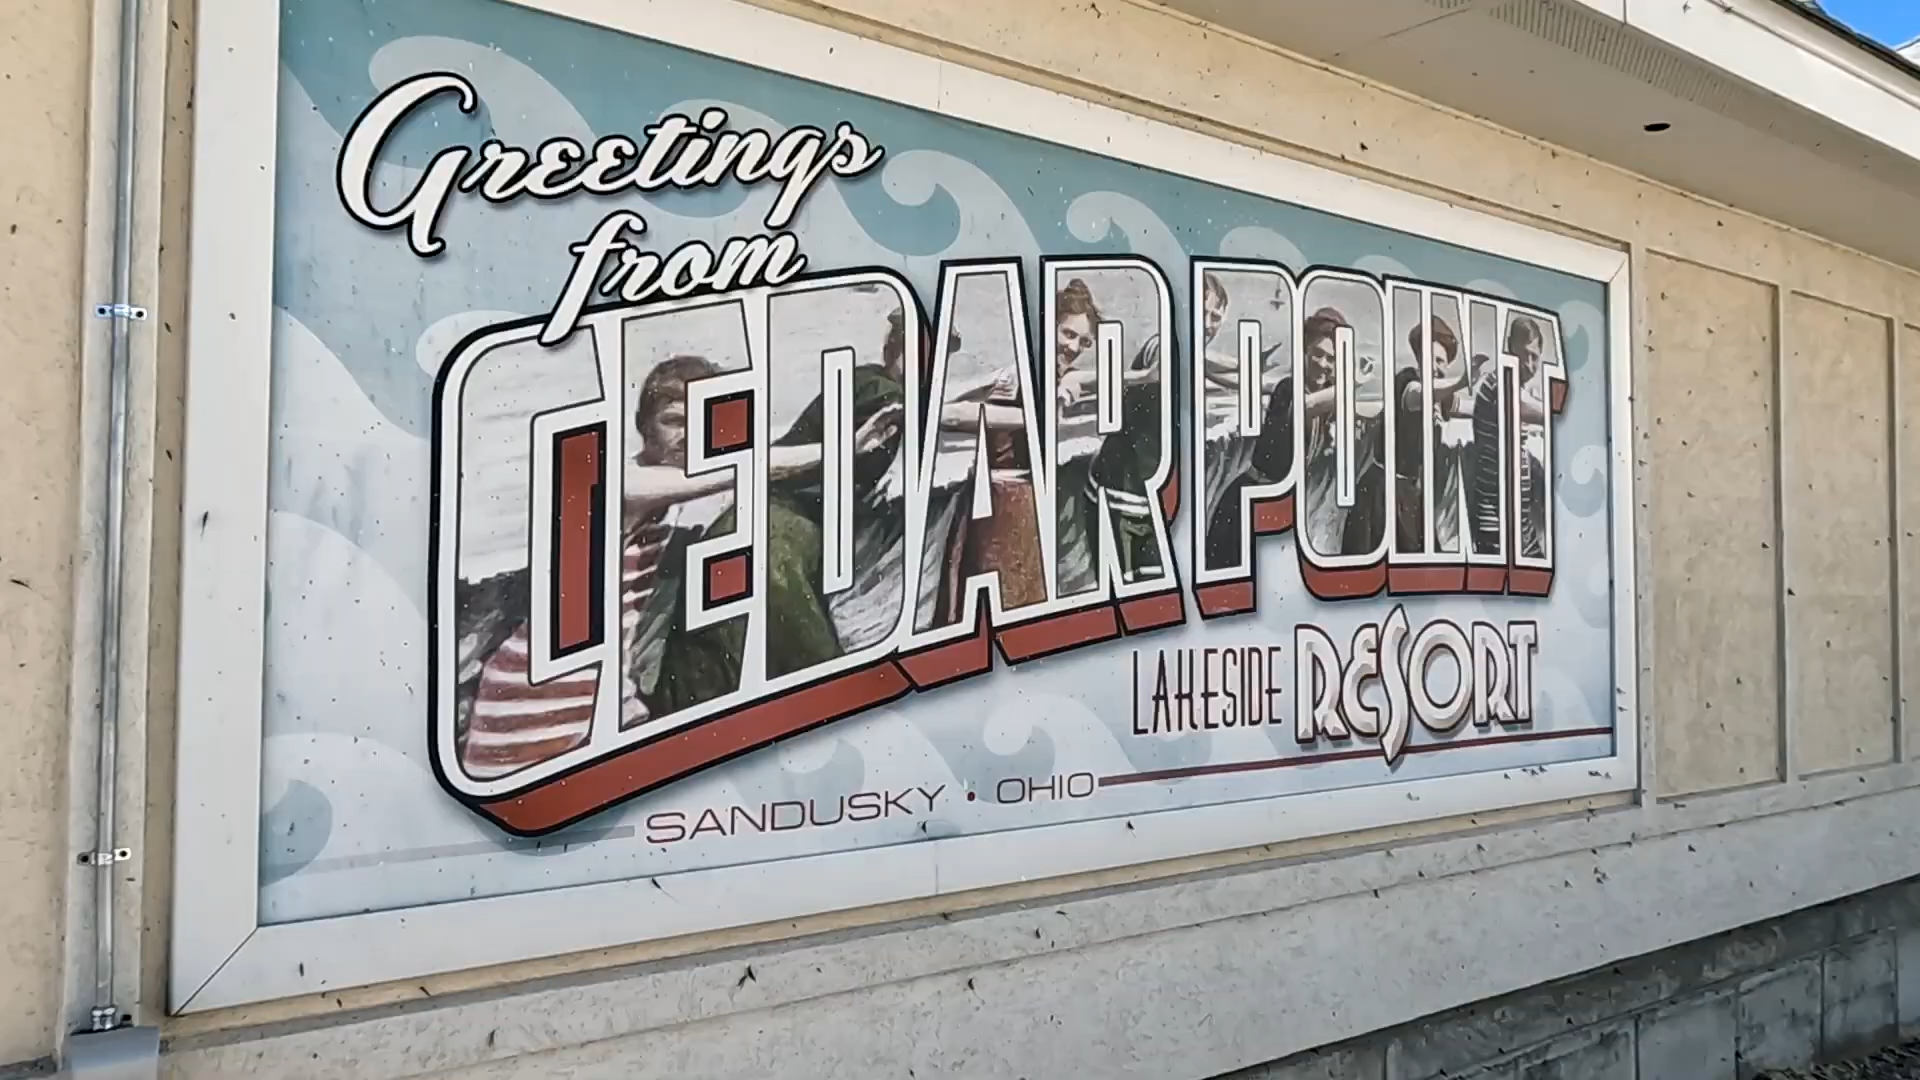 Greetings
from
CEDAR POINT
LAKESIDE RESORT
SANDUSKY • OHIO